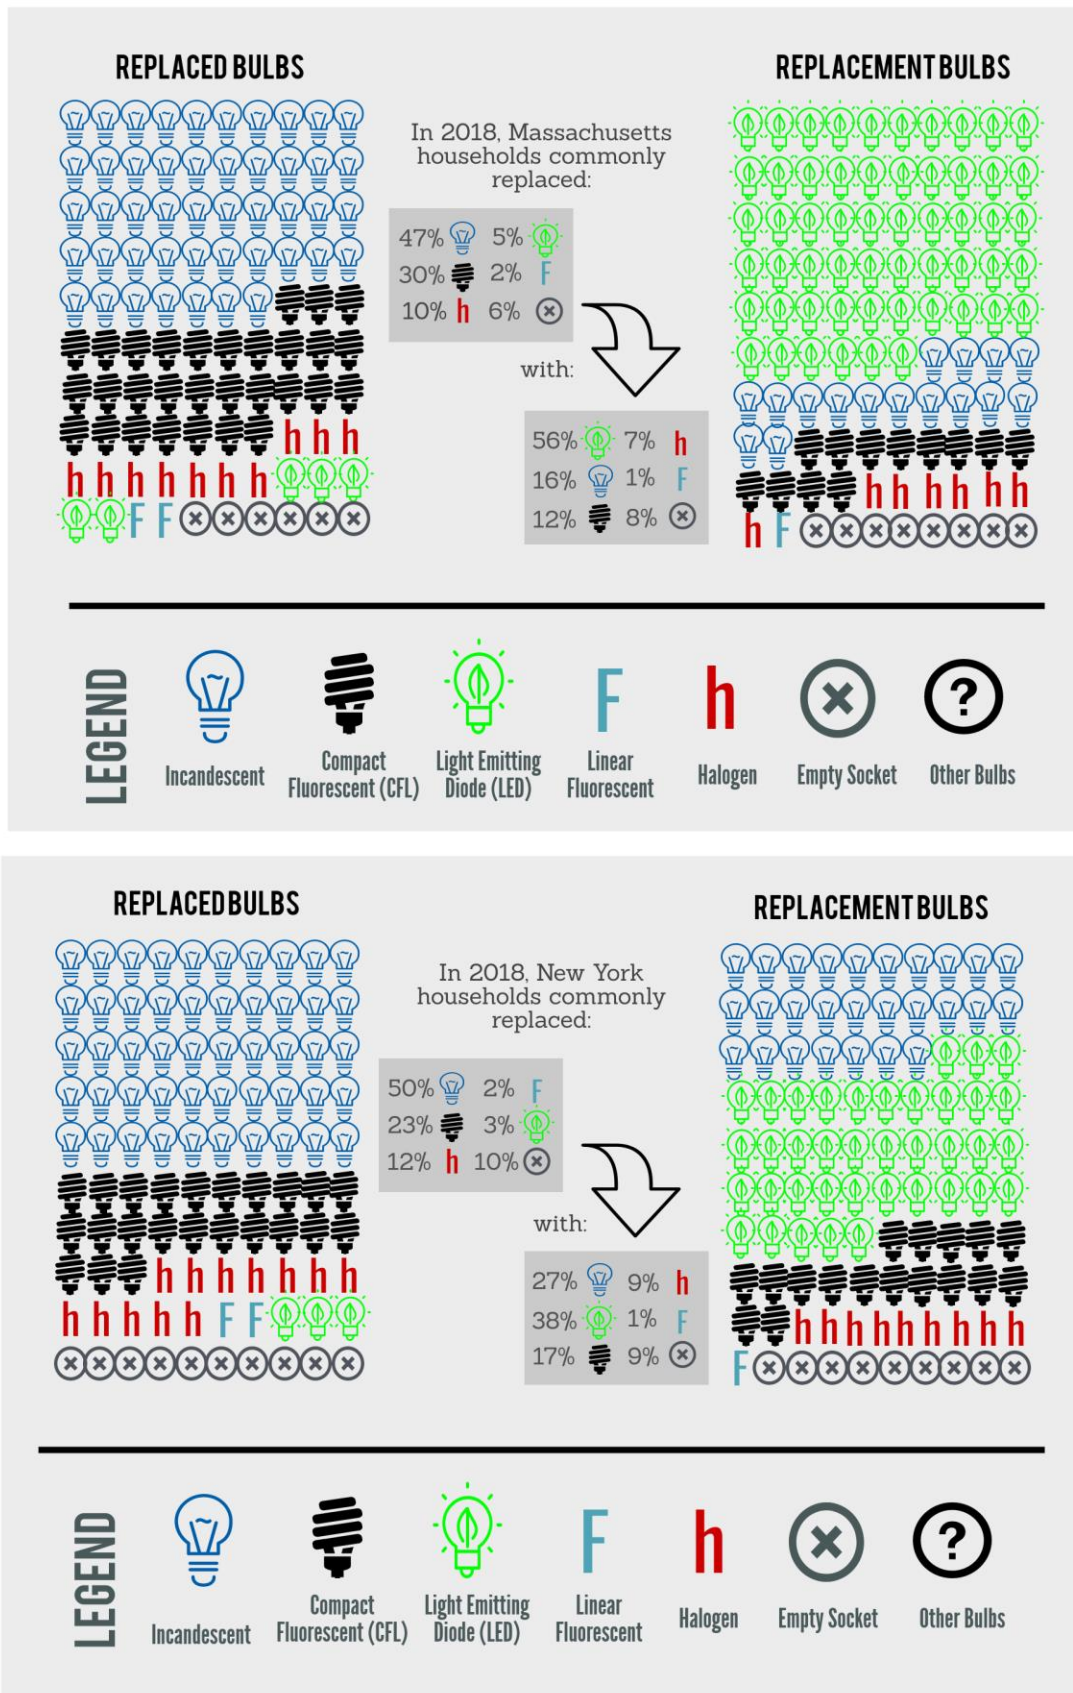 REPLACED BULBS
REPLACEMENT BULBS
In 2018, Massachusetts
households commonly
replaced:
47% 5%
30% 2% F
10% h 6%
with:
56% 7% h
16% 1% F
12% 8%
h h h
h h h h h h h
F F
h h h h h h
h F
LEGEND
Incandescent
Compact
Fluorescent (CFL)
Light Emitting
Diode (LED)
F
Linear
Fluorescent
h
Halogen
Empty Socket
?
Other Bulbs
REPLACED BULBS
REPLACEMENT BULBS
In 2018, New York
households commonly
replaced:
50% 2% F
23% 3%
12% h 10%
with:
27% 9% h
38% 1% F
17% 9%
h h h h h h h
h h h h h F F
h h h h h h h h h
F
LEGEND
Incandescent
Compact
Fluorescent (CFL)
Light Emitting
Diode (LED)
F
Linear
Fluorescent
h
Halogen
Empty Socket
?
Other Bulbs